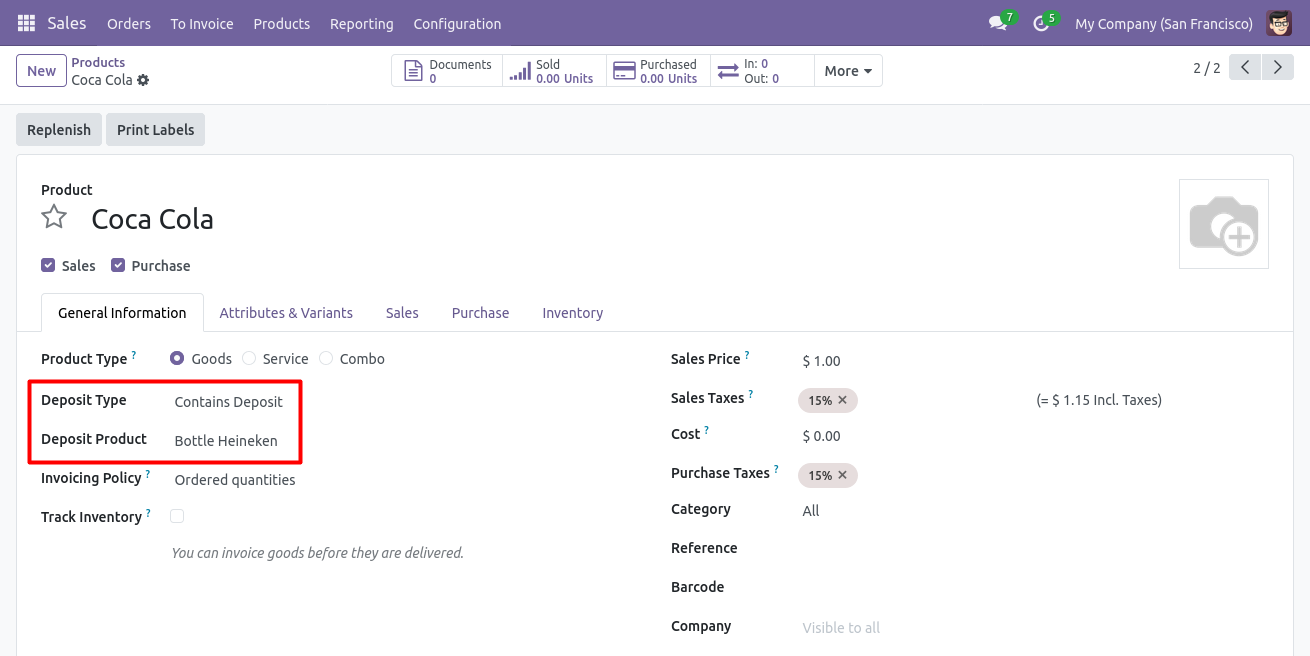 Sales Orders To Invoice Products Reporting Configuration 7 5 My Company (San Francisco)
New Products Documents Sold Purchased In: 0 More 2 / 2
Coca Cola 0 0.00 Units 0.00 Units Out: 0
Replenish Print Labels
Product
Coca Cola
Sales Purchase
General Information Attributes & Variants Sales Purchase Inventory
Product Type ? Goods Service Combo
Deposit Type Contains Deposit
Deposit Product Bottle Heineken
Invoicing Policy ? Ordered quantities
Track Inventory ?
You can invoice goods before they are delivered.
Sales Price ? $ 1.00
Sales Taxes ? 15% ✕ (= $ 1.15 Incl. Taxes)
Cost ? $ 0.00
Purchase Taxes ? 15% ✕
Category All
Reference
Barcode
Company Visible to all